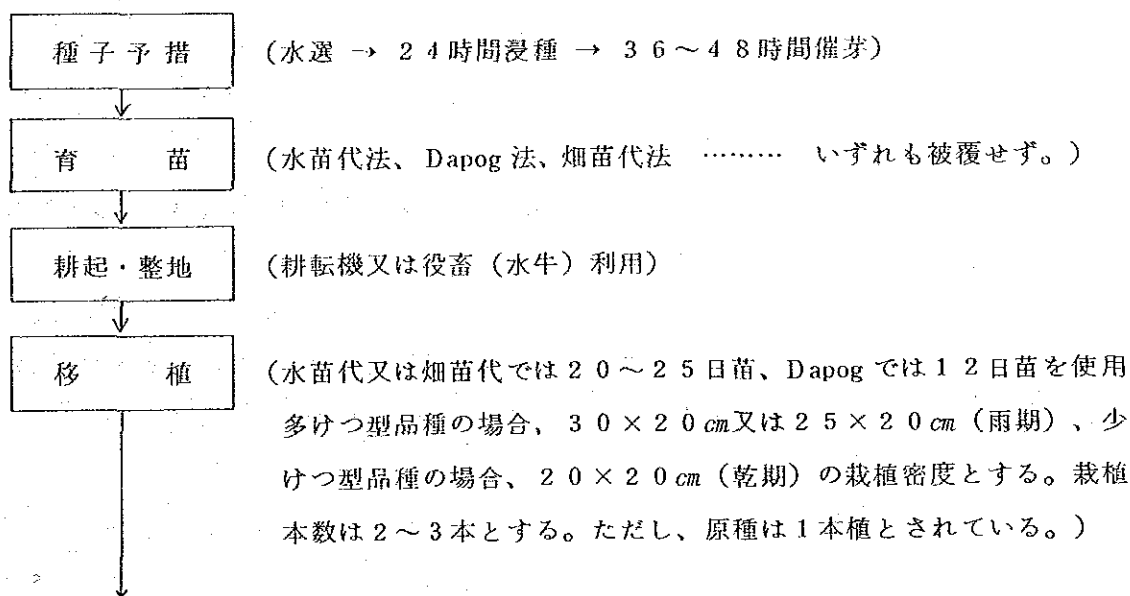 種子予措 (水選 → 24時間浸種 → 36〜48時間催芽)
育苗 (水苗代法、Dapog法、畑苗代法 ……… いずれも被覆せず。)
耕起・整地 (耕転機又は役畜(水牛)利用)
移植 (水苗代又は畑苗代では20〜25日苗、Dapogでは12日苗を使用
多けつ型品種の場合、30×20cm又は25×20cm(雨期)、少
けつ型品種の場合、20×20cm(乾期)の栽植密度とする。栽植
本数は2〜3本とする。ただし、原種は1本植とされている。)